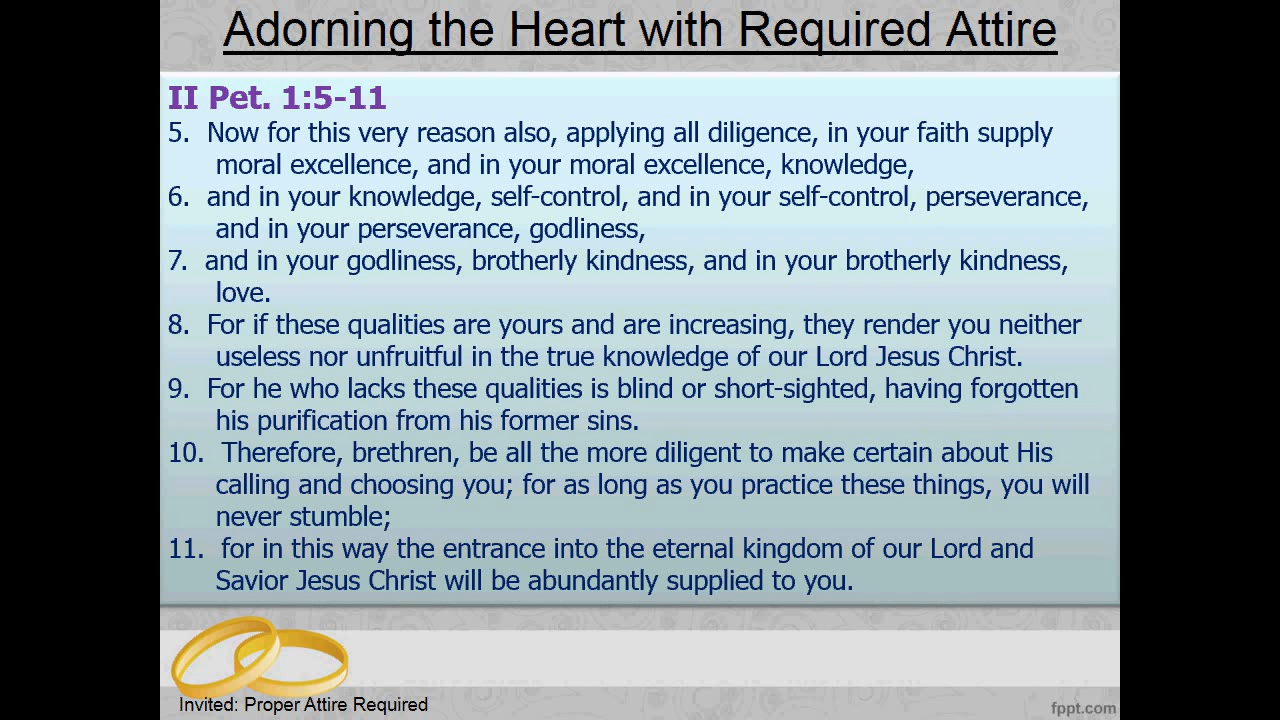 Adorning the Heart with Required Attire
II Pet. 1:5-11
5. Now for this very reason also, applying all diligence, in your faith supply
moral excellence, and in your moral excellence, knowledge,
6. and in your knowledge, self-control, and in your self-control, perseverance,
and in your perseverance, godliness,
7. and in your godliness, brotherly kindness, and in your brotherly kindness,
love.
8. For if these qualities are yours and are increasing, they render you neither
useless nor unfruitful in the true knowledge of our Lord Jesus Christ.
9. For he who lacks these qualities is blind or short-sighted, having forgotten
his purification from his former sins.
10. Therefore, brethren, be all the more diligent to make certain about His
calling and choosing you; for as long as you practice these things, you will
never stumble;
11. for in this way the entrance into the eternal kingdom of our Lord and
Savior Jesus Christ will be abundantly supplied to you.
Invited: Proper Attire Required
fppt.com